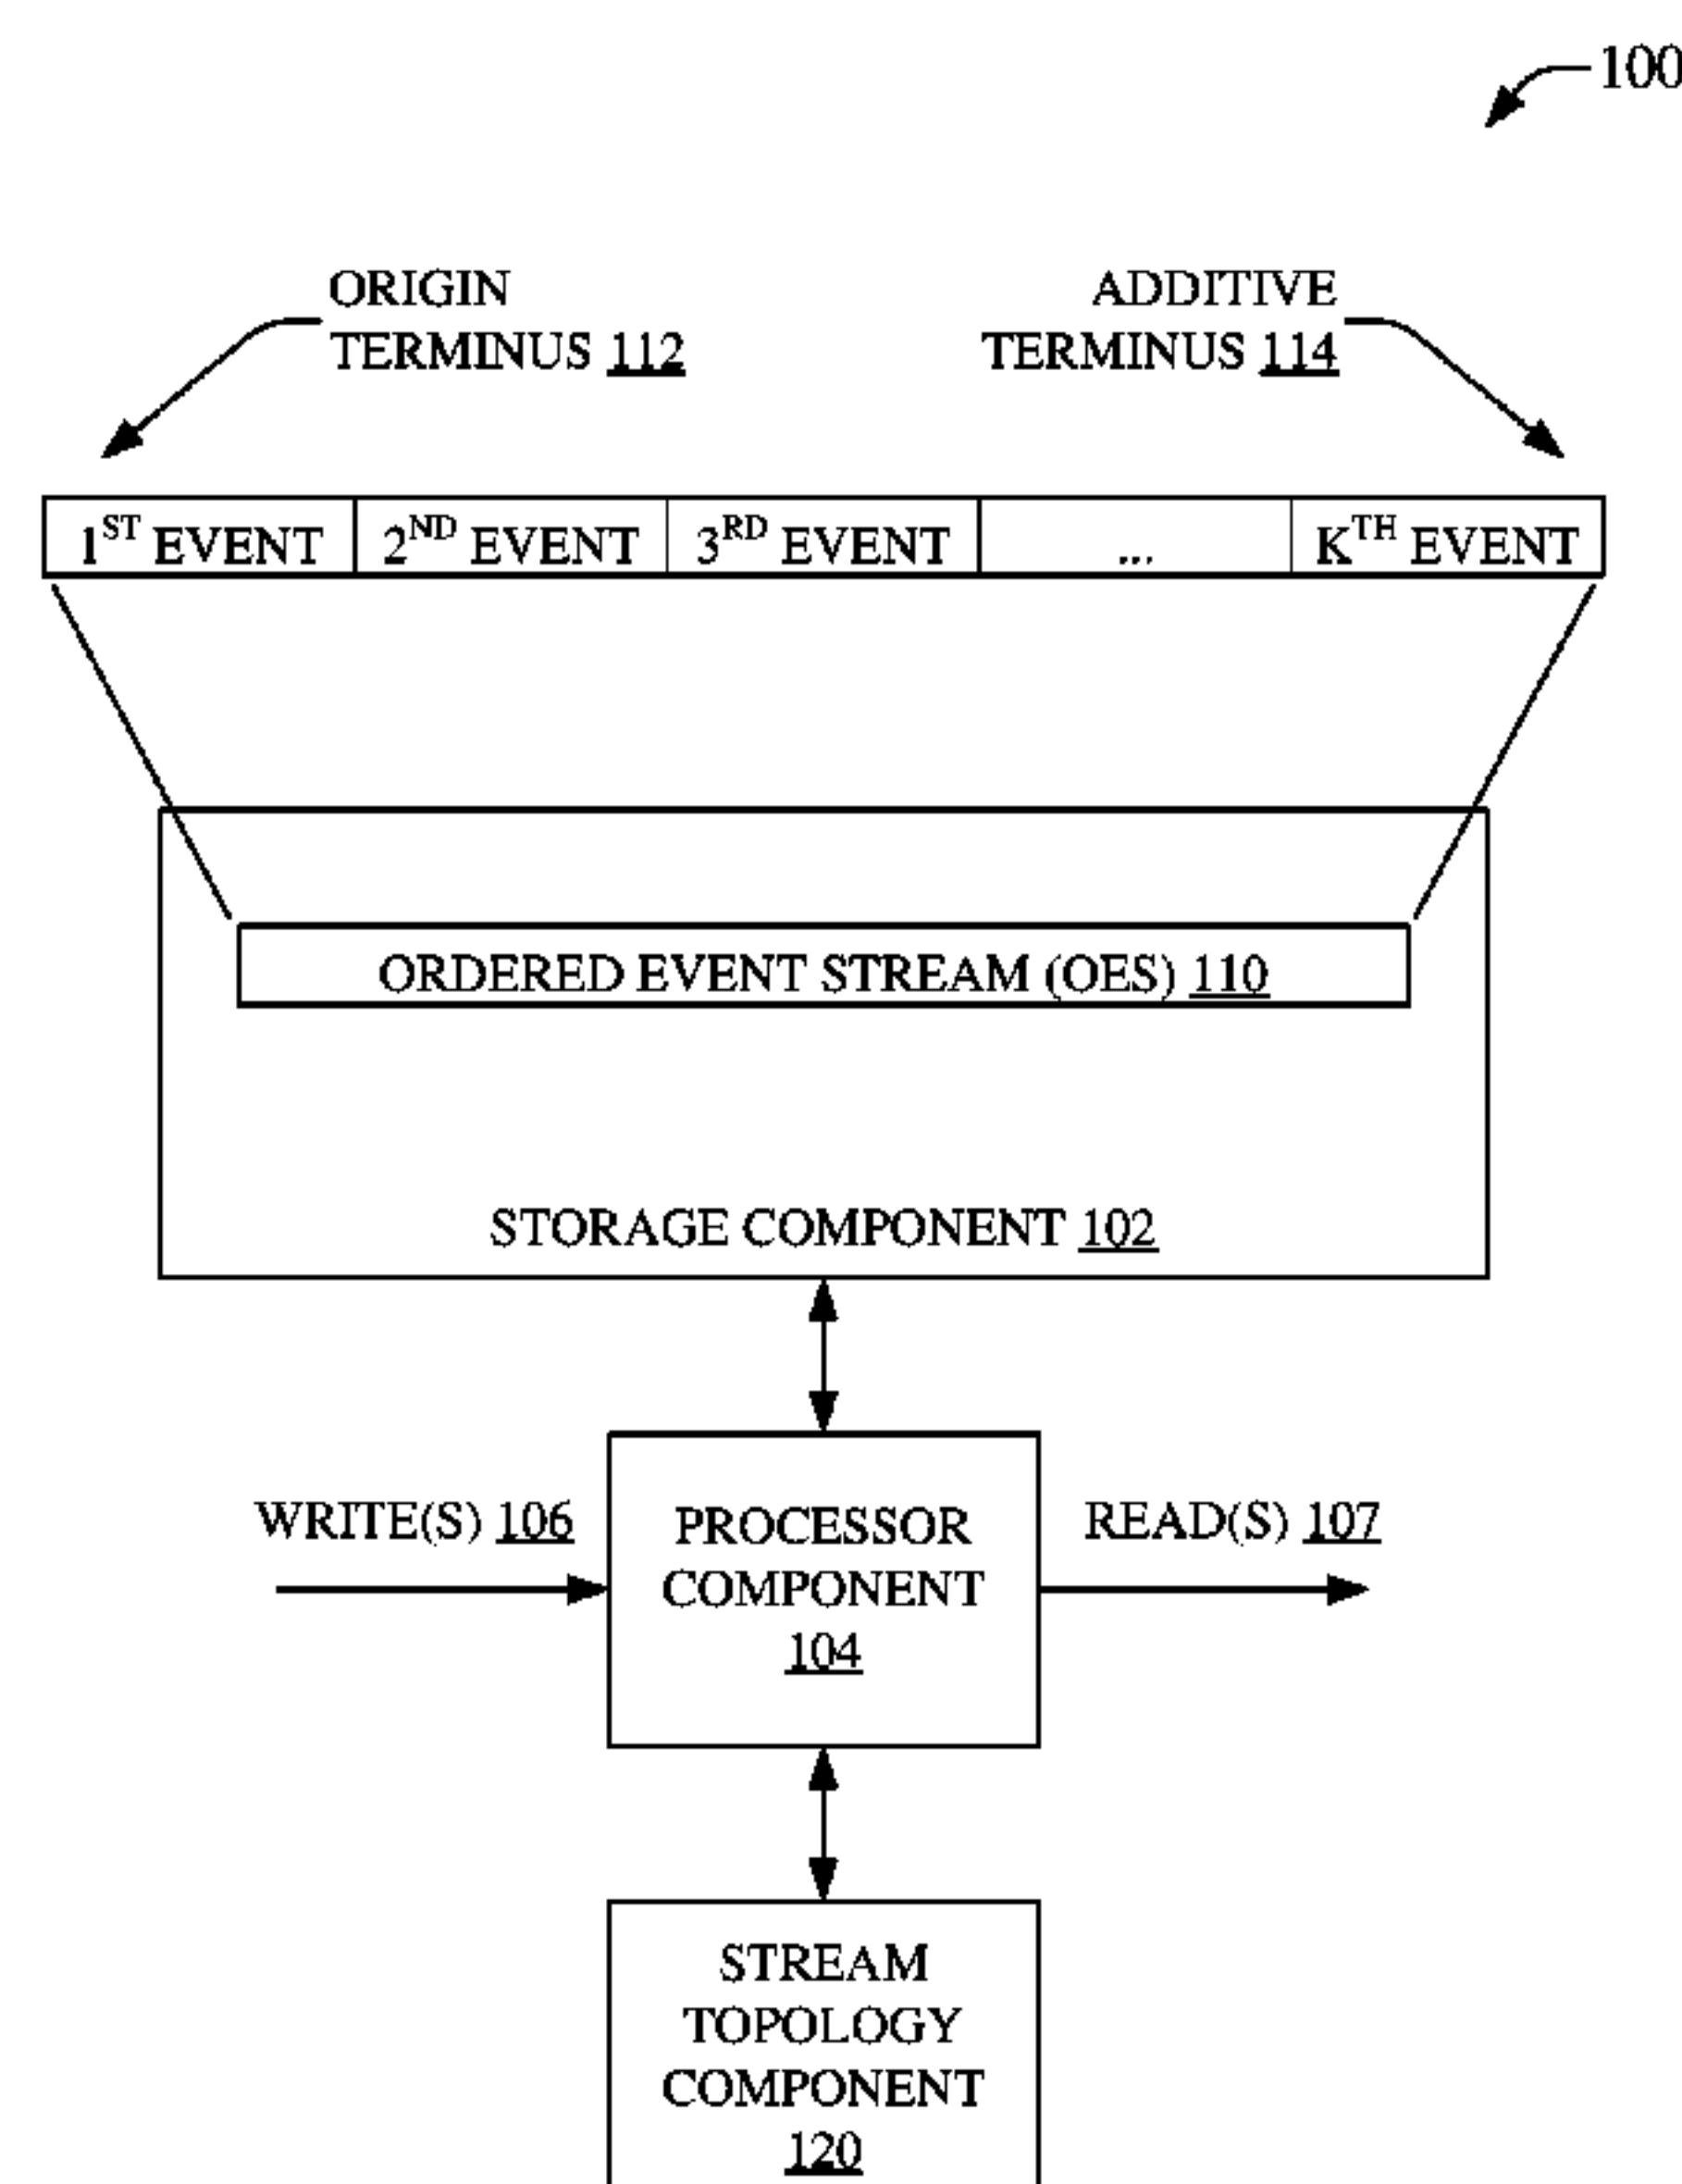 100
ORIGIN
TERMINUS 112
ADDITIVE
TERMINUS 114
1ST EVENT 2ND EVENT 3RD EVENT ... KTH EVENT
ORDERED EVENT STREAM (OES) 110
STORAGE COMPONENT 102
WRITE(S) 106
PROCESSOR
COMPONENT
104
READ(S) 107
STREAM
TOPOLOGY
COMPONENT
120